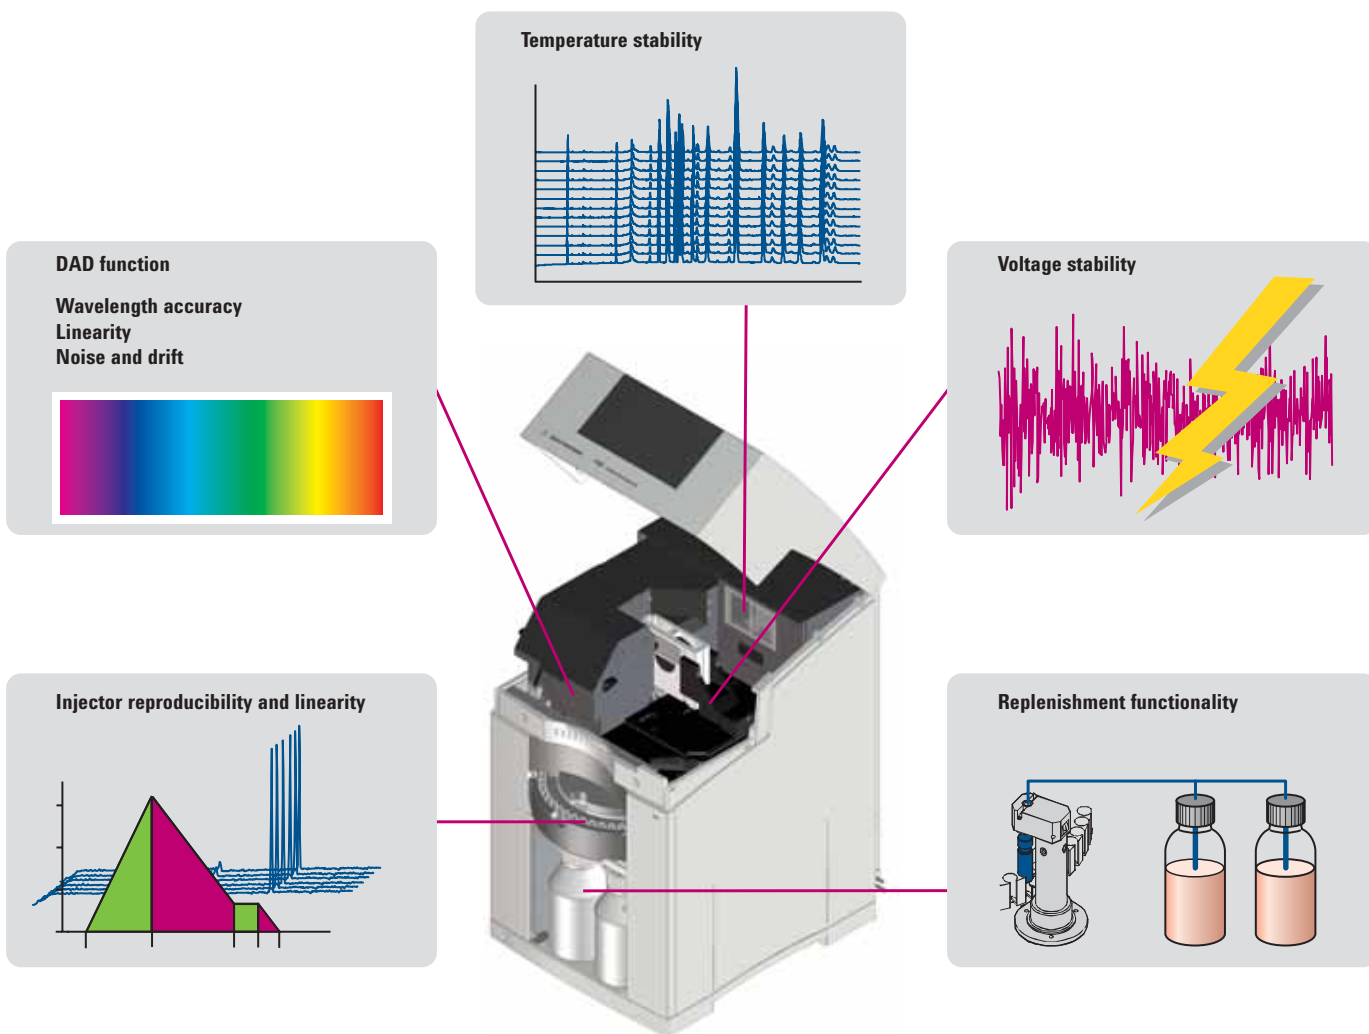 Temperature stability
DAD function
Wavelength accuracy
Linearity
Noise and drift
Voltage stability
Injector reproducibility and linearity
Replenishment functionality